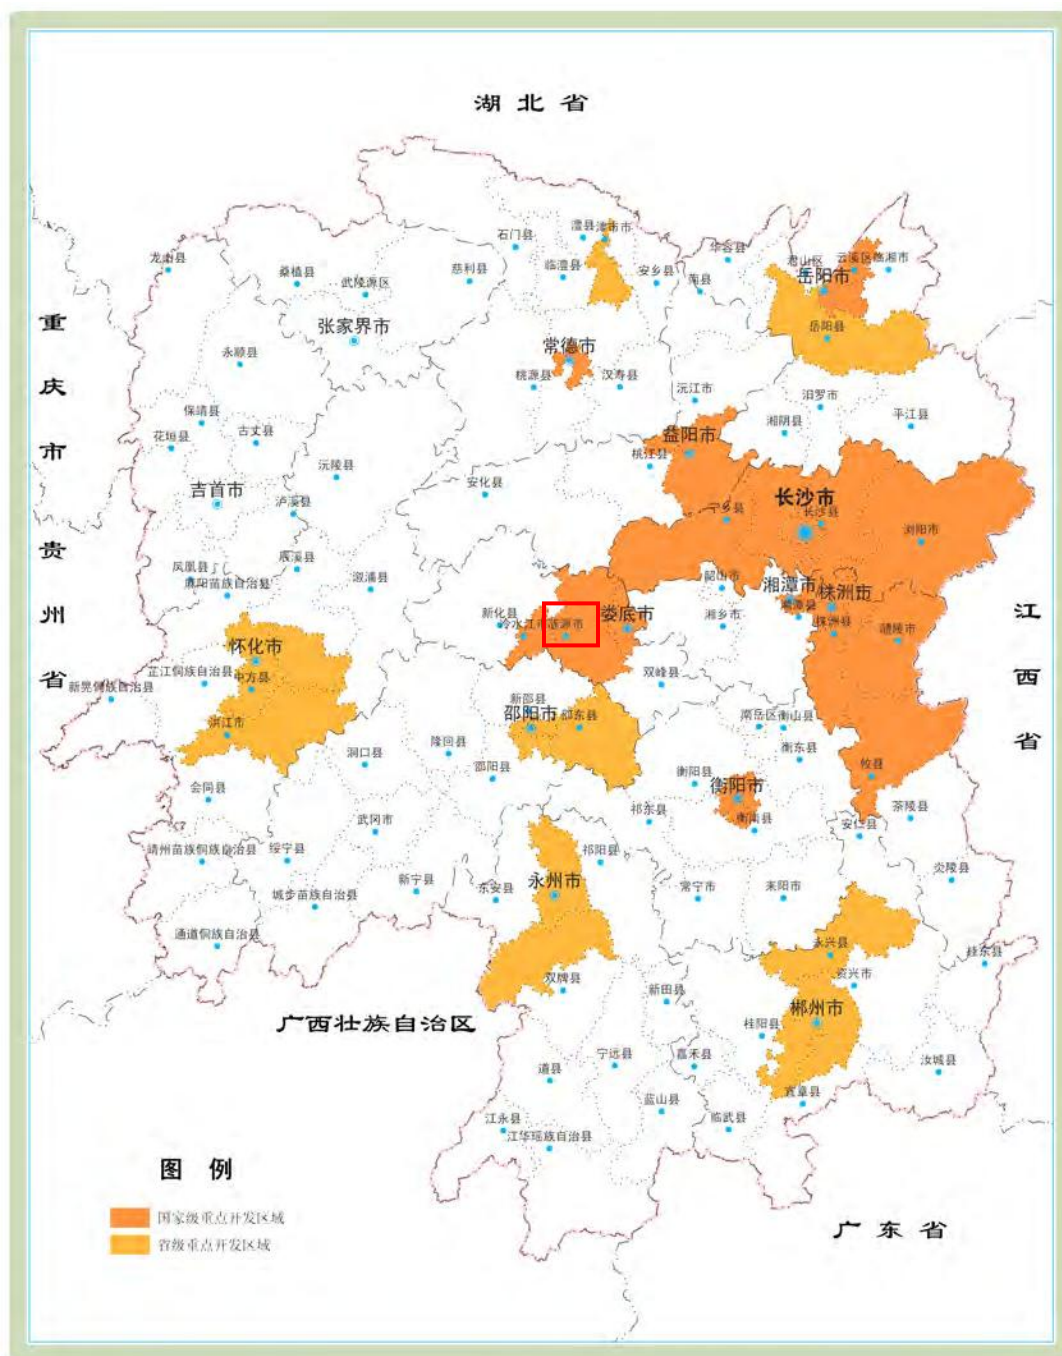 湖北省
石门县
澧县
津市市
华容县
君山区
云溪区
临湘市
龙山县
桑植县
武陵源区
慈利县
临澧县
安乡县
南县
岳阳市
张家界市
岳阳县
重庆市
永顺县
常德市
桃源县
汉寿县
沅江市
汨罗市
湘阴县
平江县
保靖县
花垣县
古丈县
益阳市
桃江县
沅陵县
安化县
吉首市
泸溪县
长沙市
长沙县
宁乡县
浏阳市
贵州省
凤凰县
辰溪县
溆浦县
韶山市
湘潭市
湘潭县
株洲市
株洲县
醴陵市
江西省
新化县
冷水江市
涟源市
娄底市
湘乡市
怀化市
芷江侗族自治县
中方县
新晃侗族自治县
双峰县
新邵县
邵阳市
邵东县
南岳区
衡山县
洪江市
洞口县
隆回县
邵阳县
衡东县
衡阳县
衡阳市
攸县
会同县
武冈市
祁东县
衡南县
安仁县
茶陵县
靖州苗族侗族自治县
绥宁县
祁阳县
新宁县
东安县
永州市
常宁市
耒阳市
炎陵县
城步苗族自治县
通道侗族自治县
永兴县
资兴市
桂东县
双牌县
新田县
郴州市
桂阳县
广西壮族自治区
道县
宁远县
嘉禾县
汝城县
宜章县
蓝山县
临武县
江永县
江华瑶族自治县
图例
国家级重点开发区域
省级重点开发区域
广东省